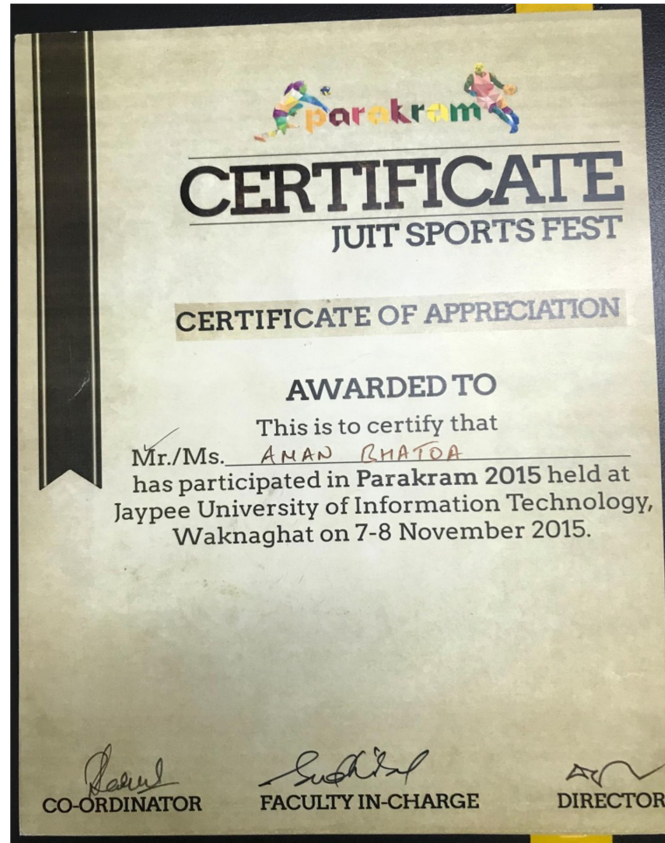 parakram
CERTIFICATE
JUIT SPORTS FEST
CERTIFICATE OF APPRECIATION
AWARDED TO
This is to certify that
Mr./Ms. AMAN BHATOA
has participated in Parakram 2015 held at
Jaypee University of Information Technology,
Waknaghat on 7-8 November 2015.
CO-ORDINATOR FACULTY IN-CHARGE DIRECTOR